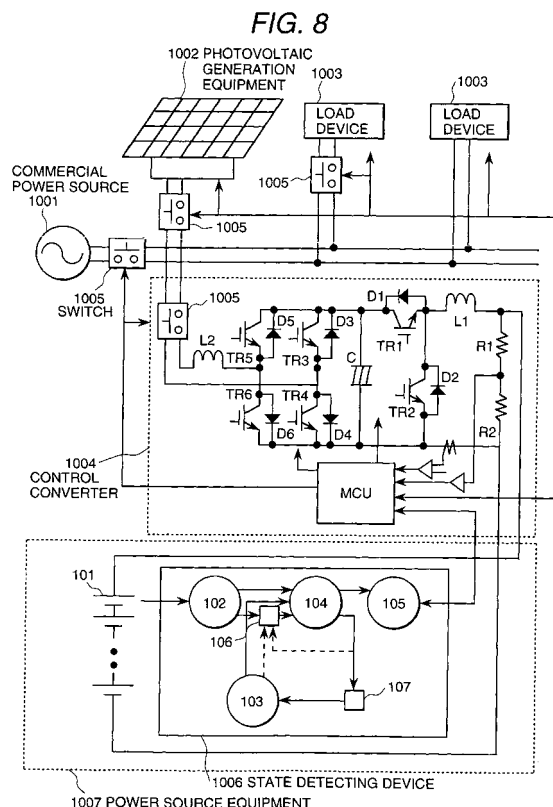 FIG. 8
1002 PHOTOVOLTAIC
GENERATION
EQUIPMENT
1003
LOAD
DEVICE
1003
LOAD
DEVICE
COMMERCIAL
POWER SOURCE
1001
1005
1005
1005
SWITCH
1005
L2
D5
TR5
D3
TR3
C
D1
TR1
L1
R1
TR6
D6
TR4
D4
TR2
D2
R2
1004
CONTROL
CONVERTER
MCU
101
102
104
105
106
103
107
1006 STATE DETECTING DEVICE
1007 POWER SOURCE EQUIPMENT